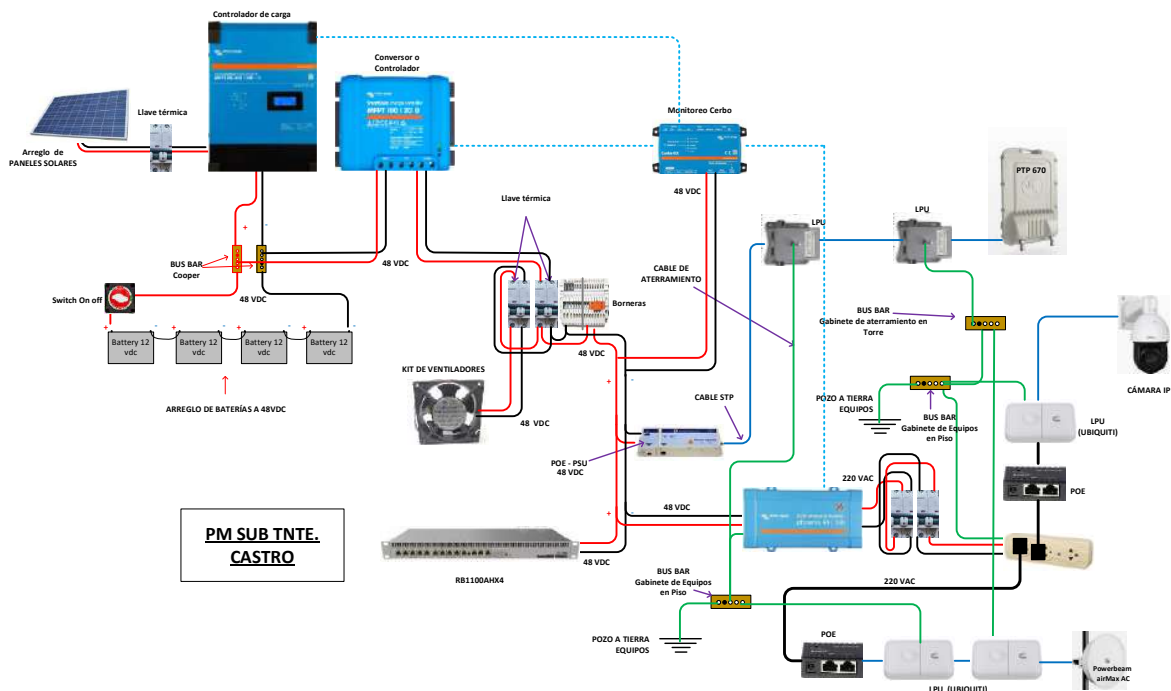 Controlador de carga
Conversor o
Controlador
Llave térmica
Monitoreo Cerbo
Arreglo de
PANELES SOLARES
48 VDC
PTP 670
Llave térmica
LPU
LPU
+
-
BUS BAR
Cooper
48 VDC
CABLE DE
ATERRAMIENTO
Switch On off
48 VDC
Borneras
BUS BAR
Gabinete de aterramiento en
Torre
+
-
+
-
+
-
+
-
Battery 12
vdc
Battery 12
vdc
Battery 12
vdc
Battery 12
vdc
48 VDC
KIT DE VENTILADORES
CÁMARA IP
ARREGLO DE BATERÍAS A 48VDC
+
-
CABLE STP
POZO A TIERRA
EQUIPOS
BUS BAR
Gabinete de Equipos
en Piso
LPU
(UBIQUITI)
48 VDC
POE - PSU
48 VDC
220 VAC
POE
PM SUB TNTE.
CASTRO
48 VDC
RB1100AHX4
48 VDC
BUS BAR
Gabinete de Equipos
en Piso
220 VAC
POZO A TIERRA
EQUIPOS
POE
Powerbeam
airMax AC
LPU (UBIQUITI)